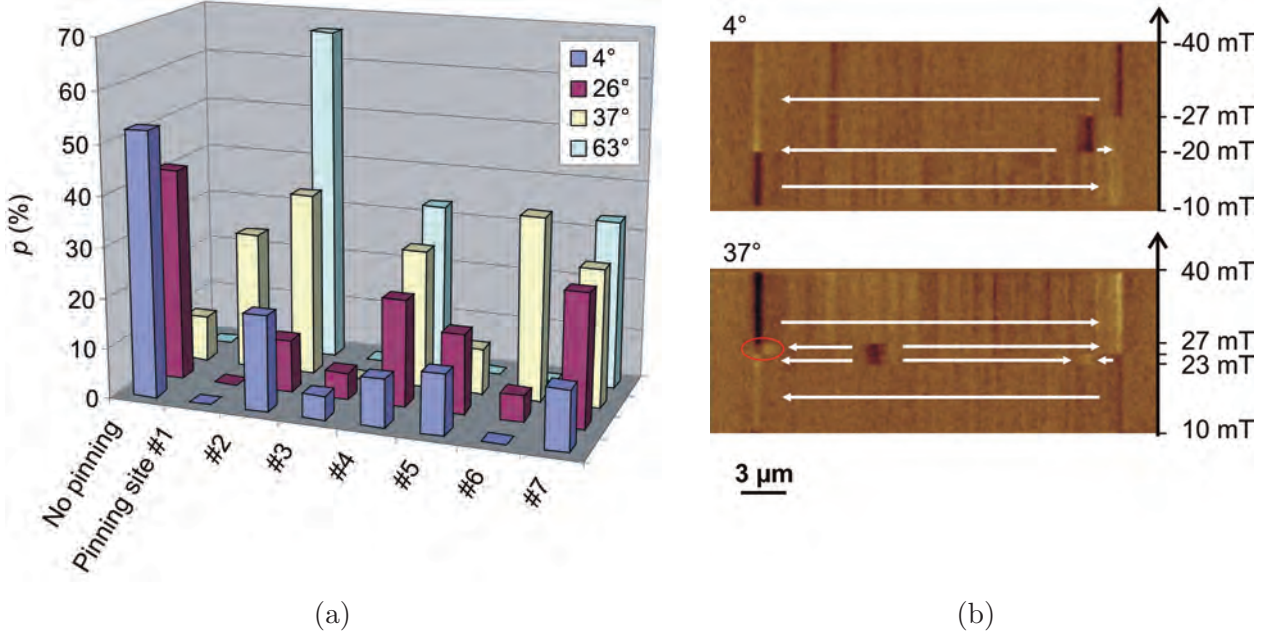 70
60
50
40
30
20
10
0
p (%)
4°
26°
37°
63°
No pinning
Pinning site #1
#2
#3
#4
#5
#6
#7
(a)
4°
-40 mT
-27 mT
-20 mT
-10 mT
37°
40 mT
27 mT
23 mT
10 mT
3 µm
(b)